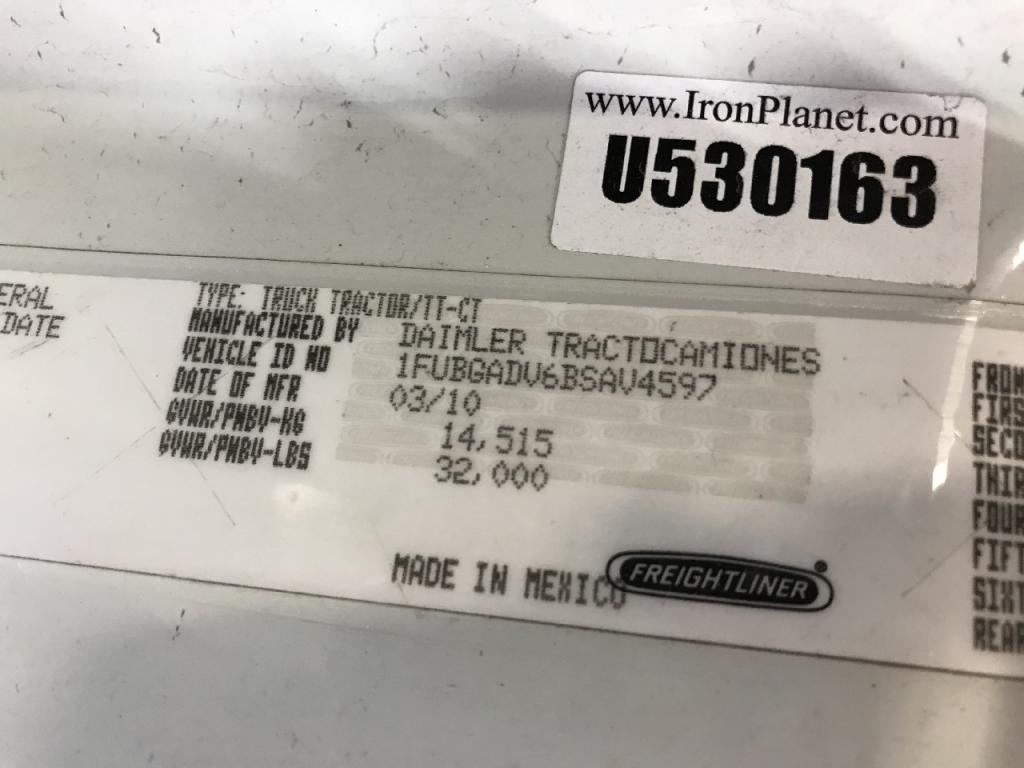 www.IronPlanet.com
U530163
ERAL
DATE
TYPE: TRUCK TRACTOR/TT-CT
MANUFACTURED BY DAIMLER TRACTOCAMIONES
VEHICLE ID NO 1FUBGADV6BSAV4597
DATE OF MFR 03/10
GVWR/PNBV-KG 14,515
GVWR/PNBV-LBS 32,000
MADE IN MEXICO
FREIGHTLINER
FROM
FIRS
SECO
THIR
FOUR
FIFT
SIXT
REAR